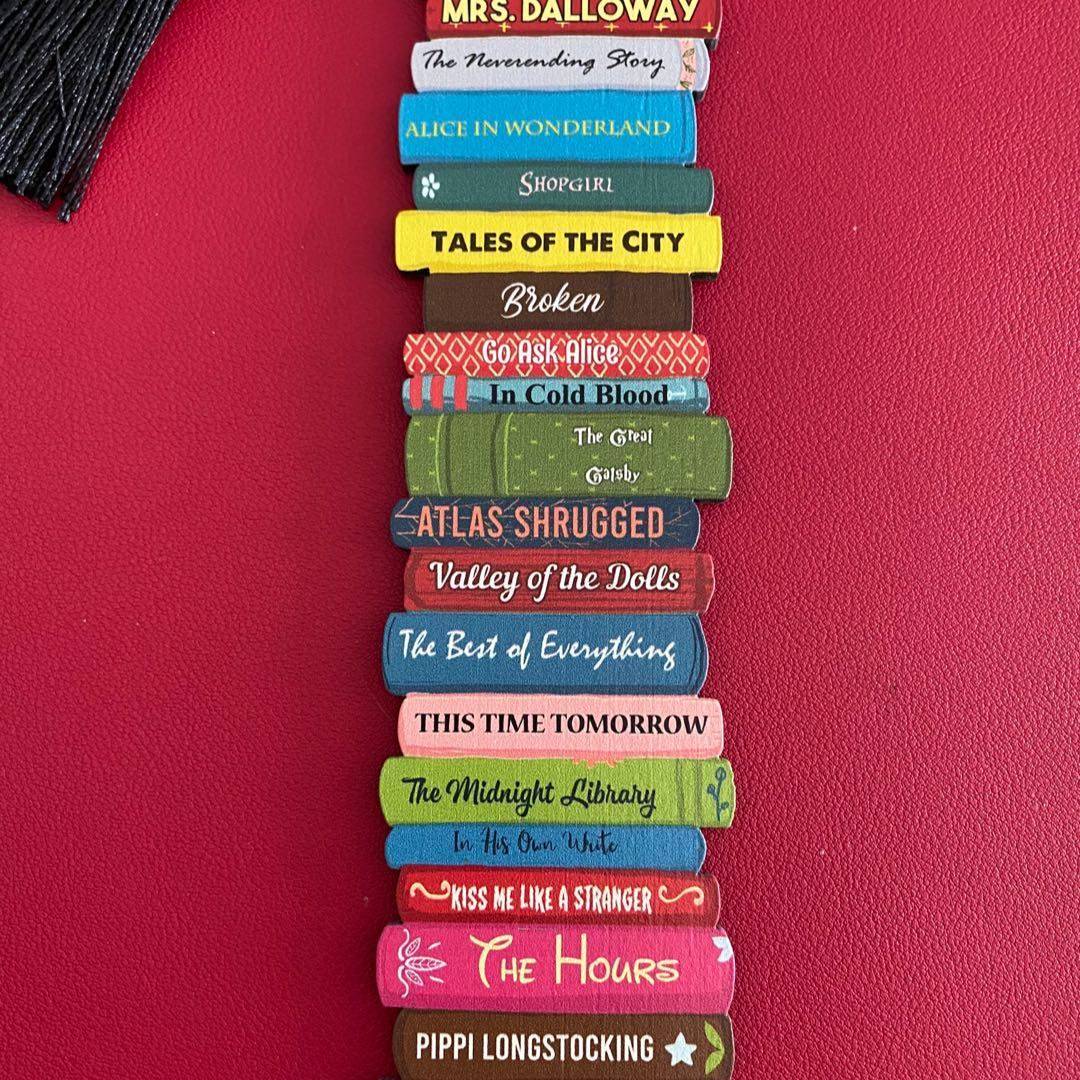 MRS. DALLOWAY
The Neverending Story
ALICE IN WONDERLAND
SHOPGIRL
TALES OF THE CITY
Broken
Go Ask Alice
In Cold Blood
The Great
Gatsby
ATLAS SHRUGGED
Valley of the Dolls
The Best of Everything
THIS TIME TOMORROW
The Midnight Library
In His Own Write
KISS ME LIKE A STRANGER
THE HOURS
PIPPI LONGSTOCKING